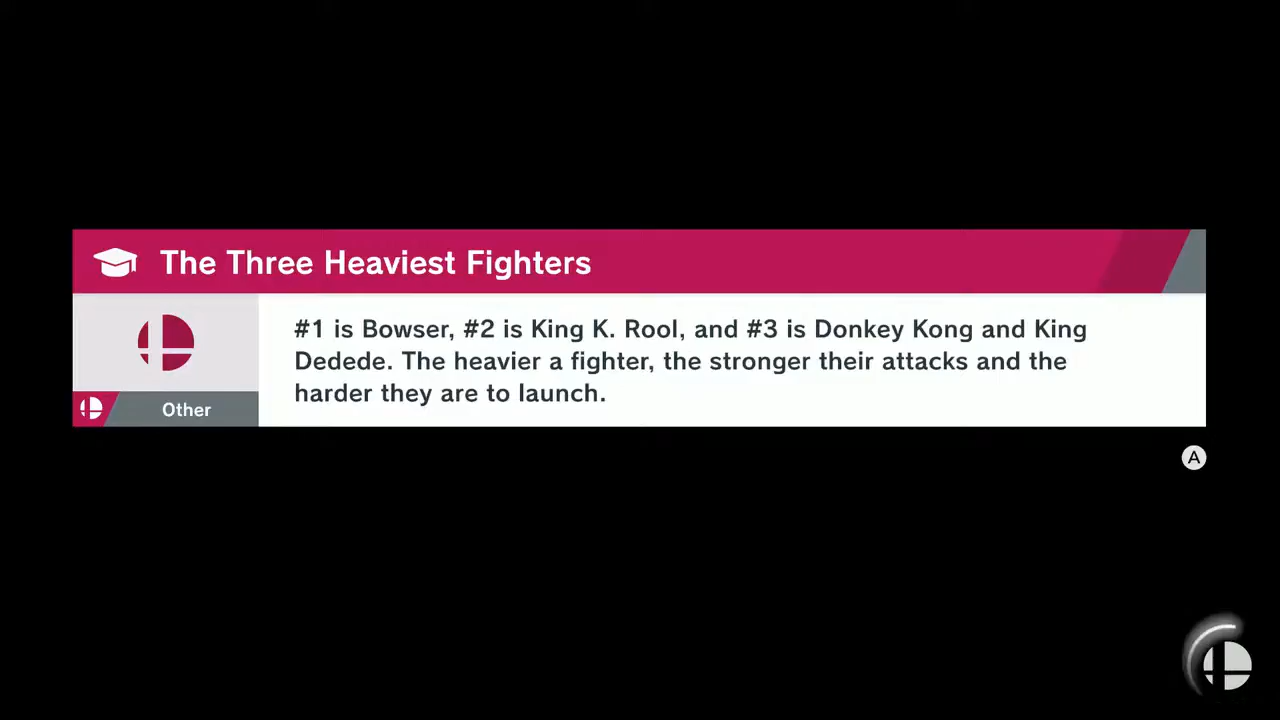 The Three Heaviest Fighters
#1 is Bowser, #2 is King K. Rool, and #3 is Donkey Kong and King
Dedede. The heavier a fighter, the stronger their attacks and the
harder they are to launch.
Other
A